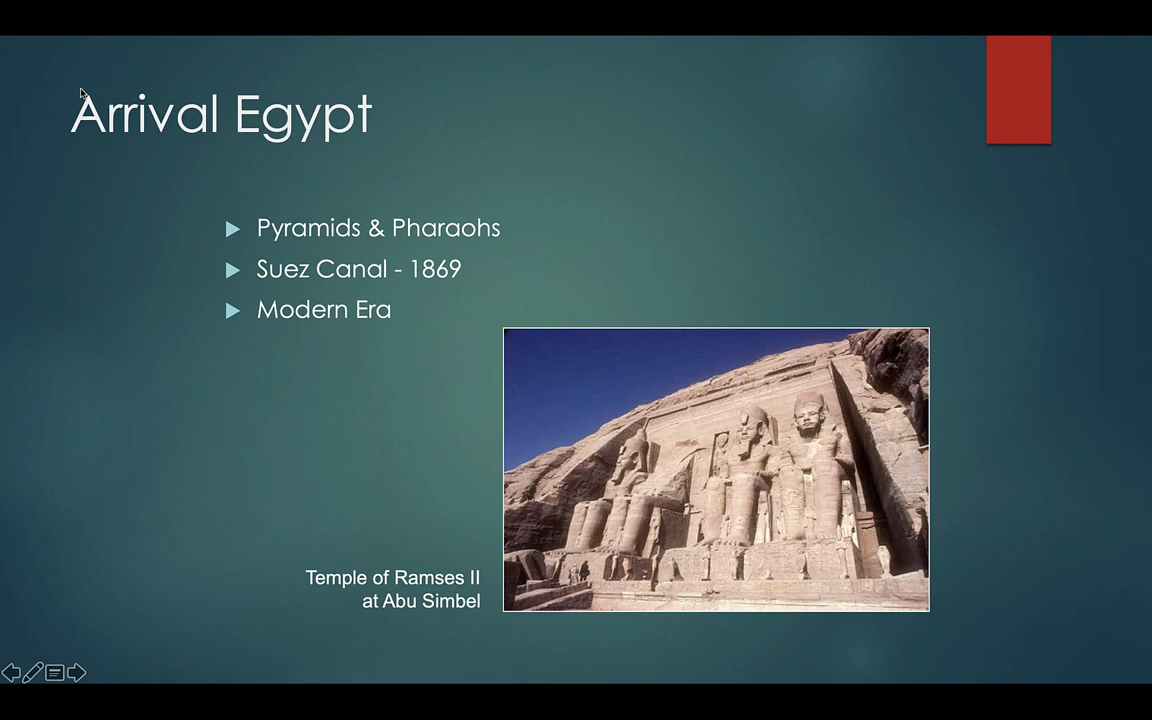 Arrival Egypt
Pyramids & Pharaohs
Suez Canal - 1869
Modern Era
Temple of Ramses II
at Abu Simbel